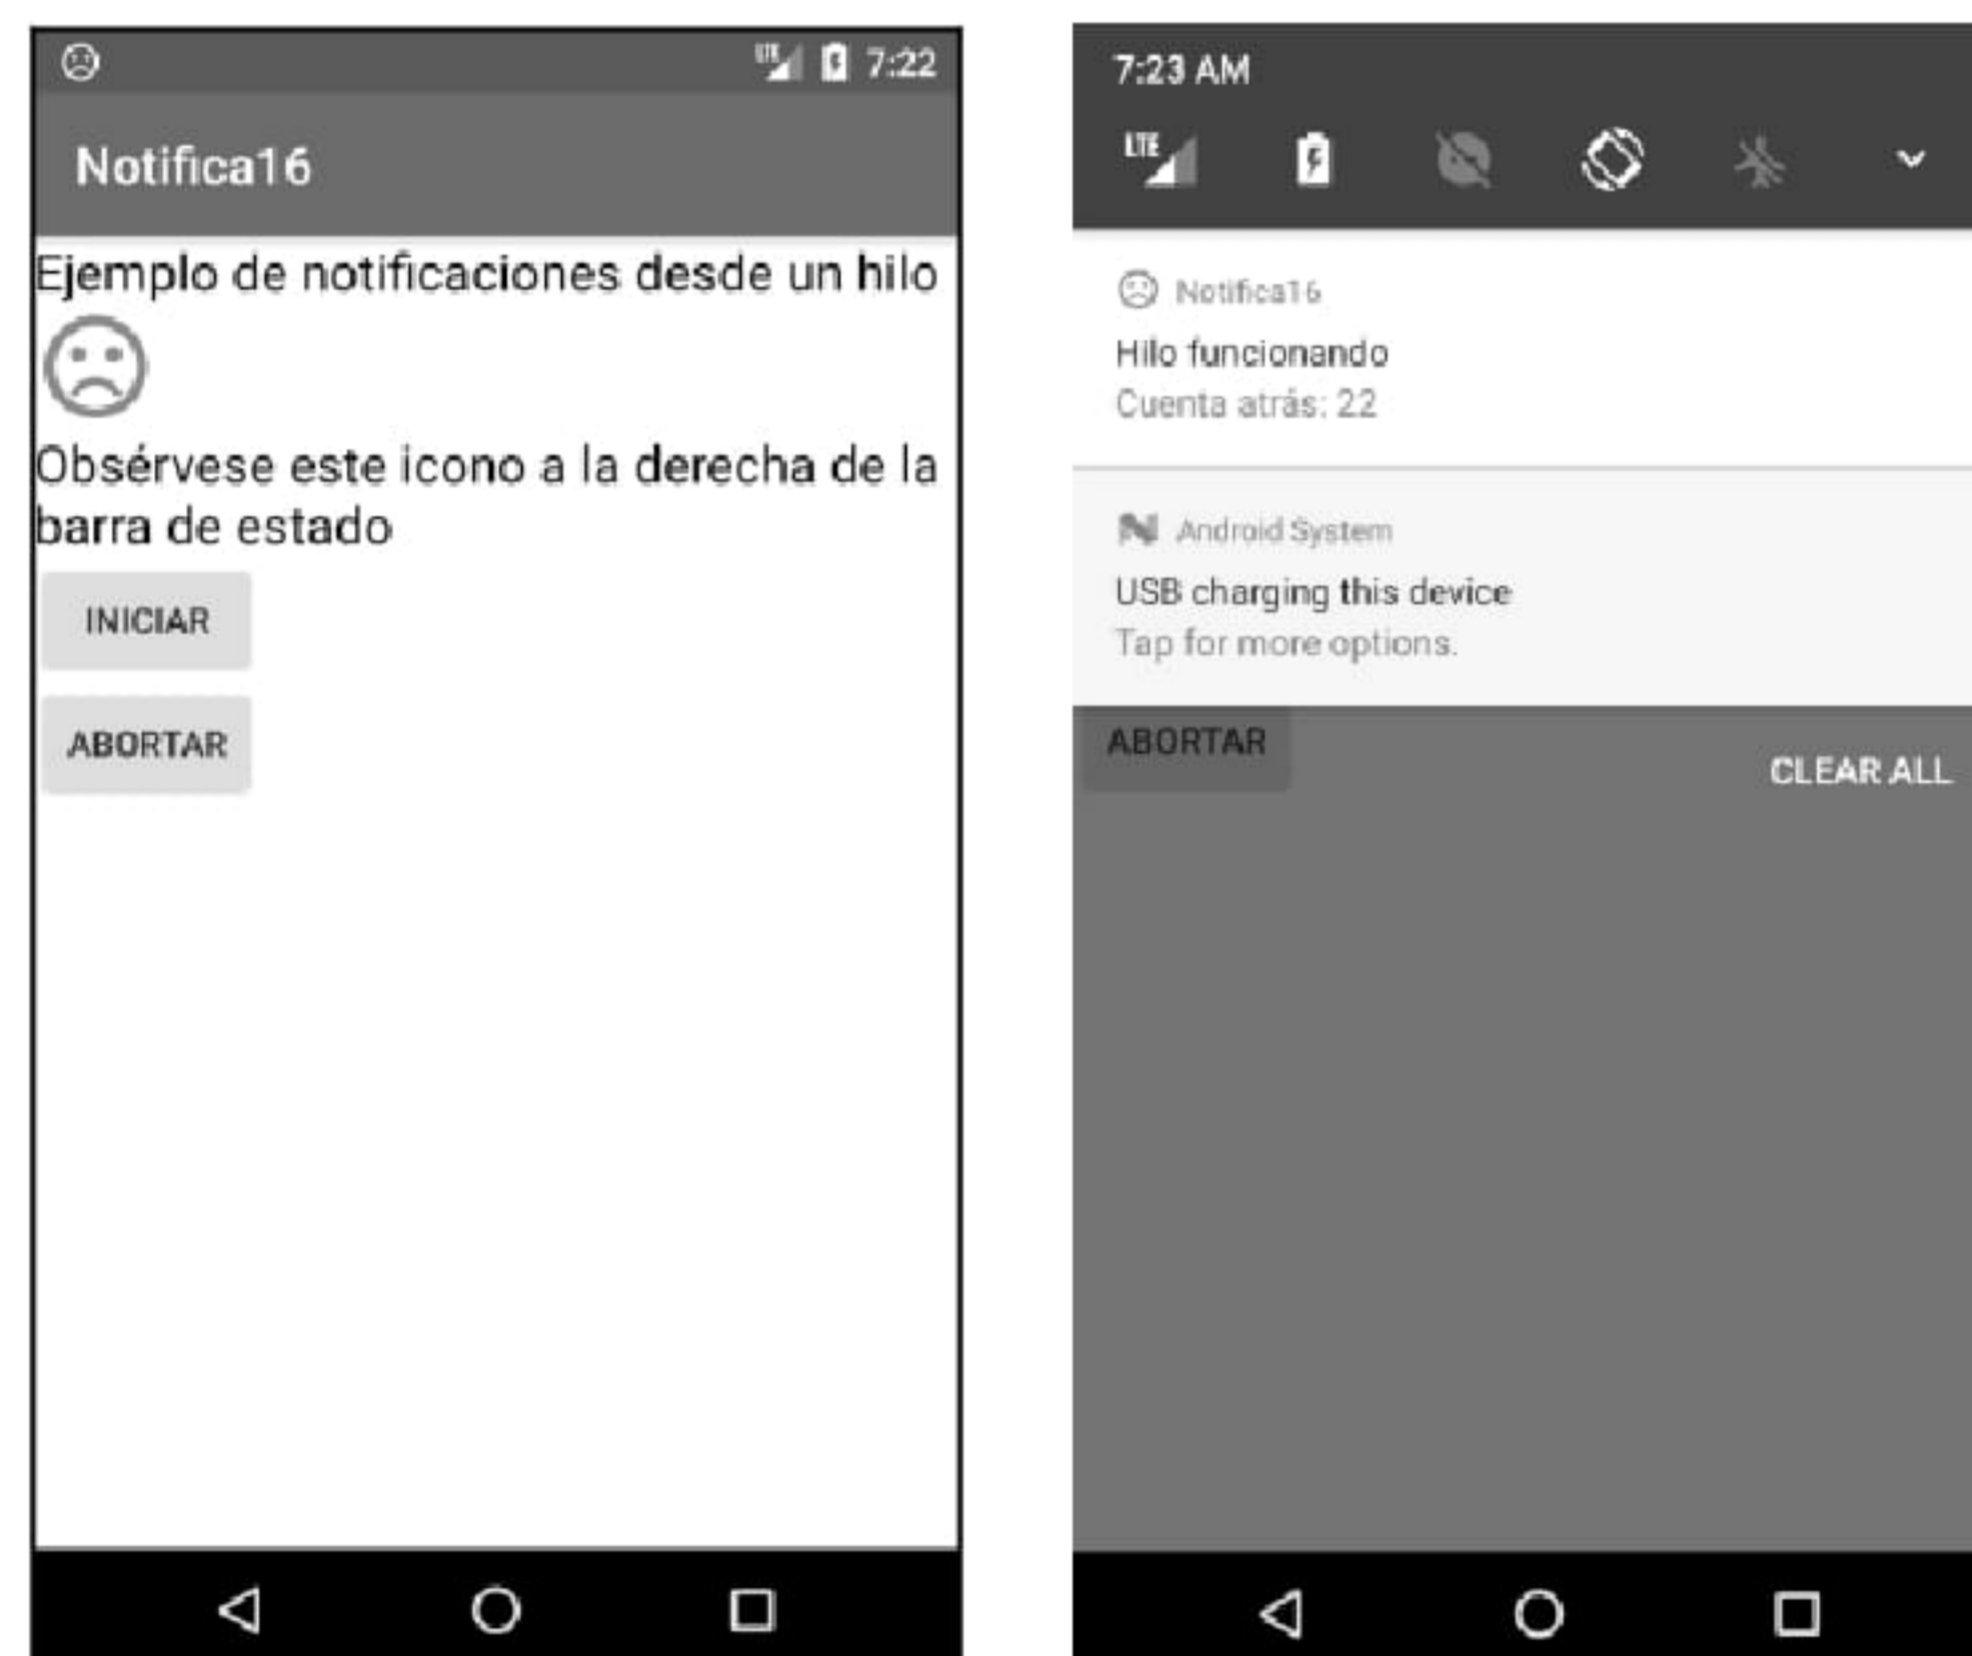 LTE 7:22
Notifica16
Ejemplo de notificaciones desde un hilo
Obsérvese este icono a la derecha de la
barra de estado
INICIAR
ABORTAR
7:23 AM
LTE
Notifica16
Hilo funcionando
Cuenta atrás: 22
Android System
USB charging this device
Tap for more options.
ABORTAR
CLEAR ALL